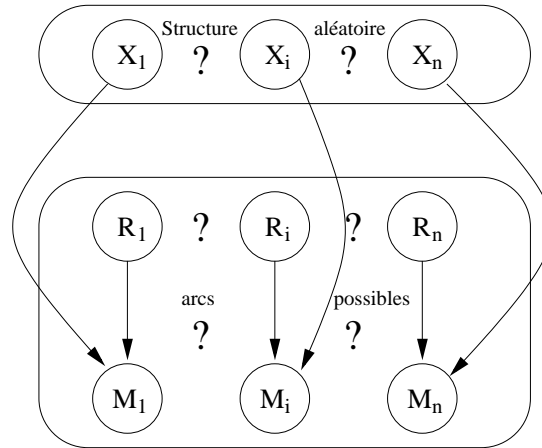 Structure aléatoire
X1 ? Xi ? Xn
R1 ? Ri ? Rn
arcs possibles
? ?
M1 Mi Mn